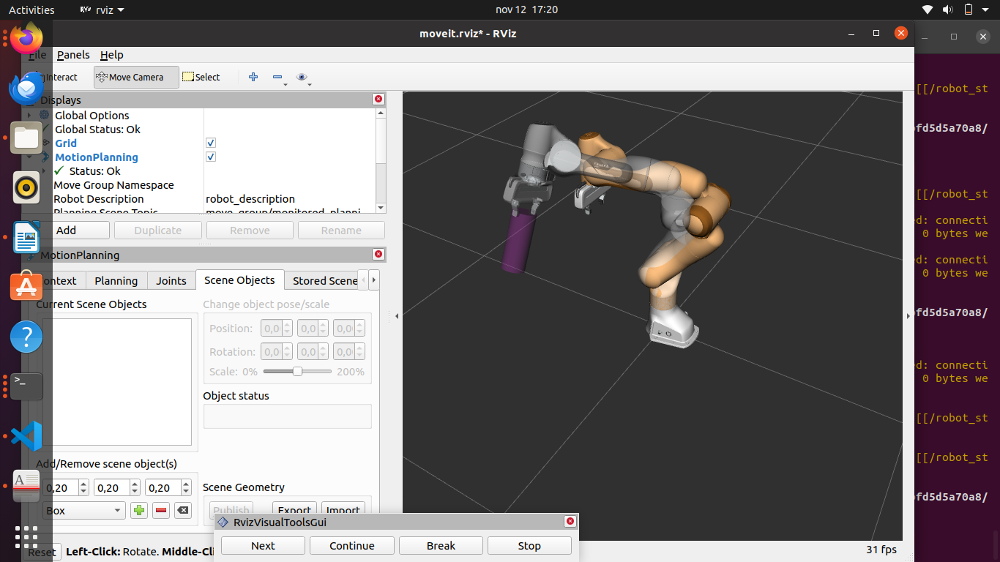 Activities
RViz
rviz
nov 12 17:20
moveit.rviz* - RViz
File Panels Help
Interact
Move Camera
Select
Displays
Global Options
Global Status: Ok
Grid
MotionPlanning
Status: Ok
Move Group Namespace
Robot Description robot_description
Planning Scene Topic move_group/monitored_planni
Add Duplicate Remove Rename
MotionPlanning
ontext Planning Joints Scene Objects Stored Scene
Current Scene Objects
Change object pose/scale
Position: 0,0 0,0 0,0
Rotation: 0,0 0,0 0,0
Scale: 0% 200%
Object status
Add/Remove scene object(s)
0,20 0,20 0,20
Box
Scene Geometry
Publish Export Import
RvizVisualToolsGui
Next Continue Break Stop
Reset Left-Click: Rotate. Middle-Cli
31 fps
FRANKA
[[/robot_st
fd5d5a70a8/
[[/robot_st
ed: connecti
0 bytes we
ed: connecti
0 bytes we
fd5d5a70a8/
ed: connecti
0 bytes we
[[/robot_st
[[/robot_st
fd5d5a70a8/